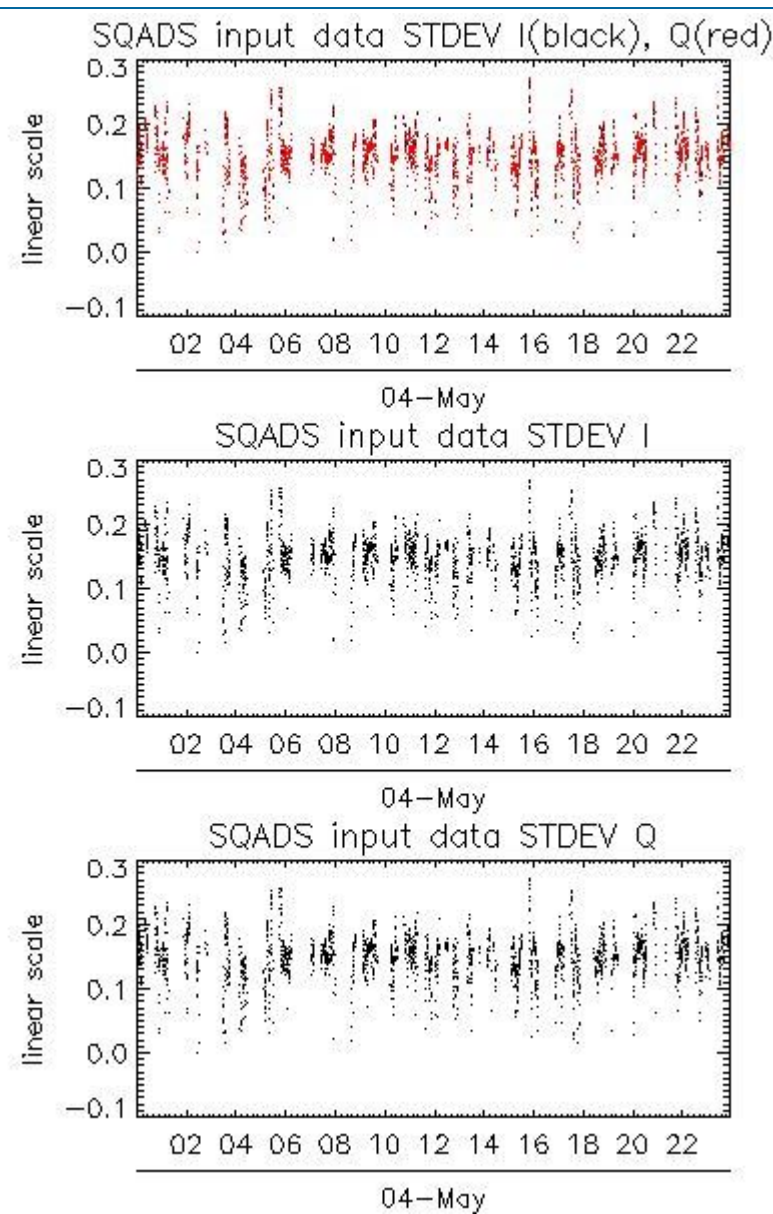 SQADS input data STDEV I(black), Q(red)
0.3
0.2
0.1
0.0
−0.1
linear scale
02 04 06 08 10 12 14 16 18 20 22
04−May
SQADS input data STDEV I
0.3
0.2
0.1
0.0
−0.1
linear scale
02 04 06 08 10 12 14 16 18 20 22
04−May
SQADS input data STDEV Q
0.3
0.2
0.1
0.0
−0.1
linear scale
02 04 06 08 10 12 14 16 18 20 22
04−May